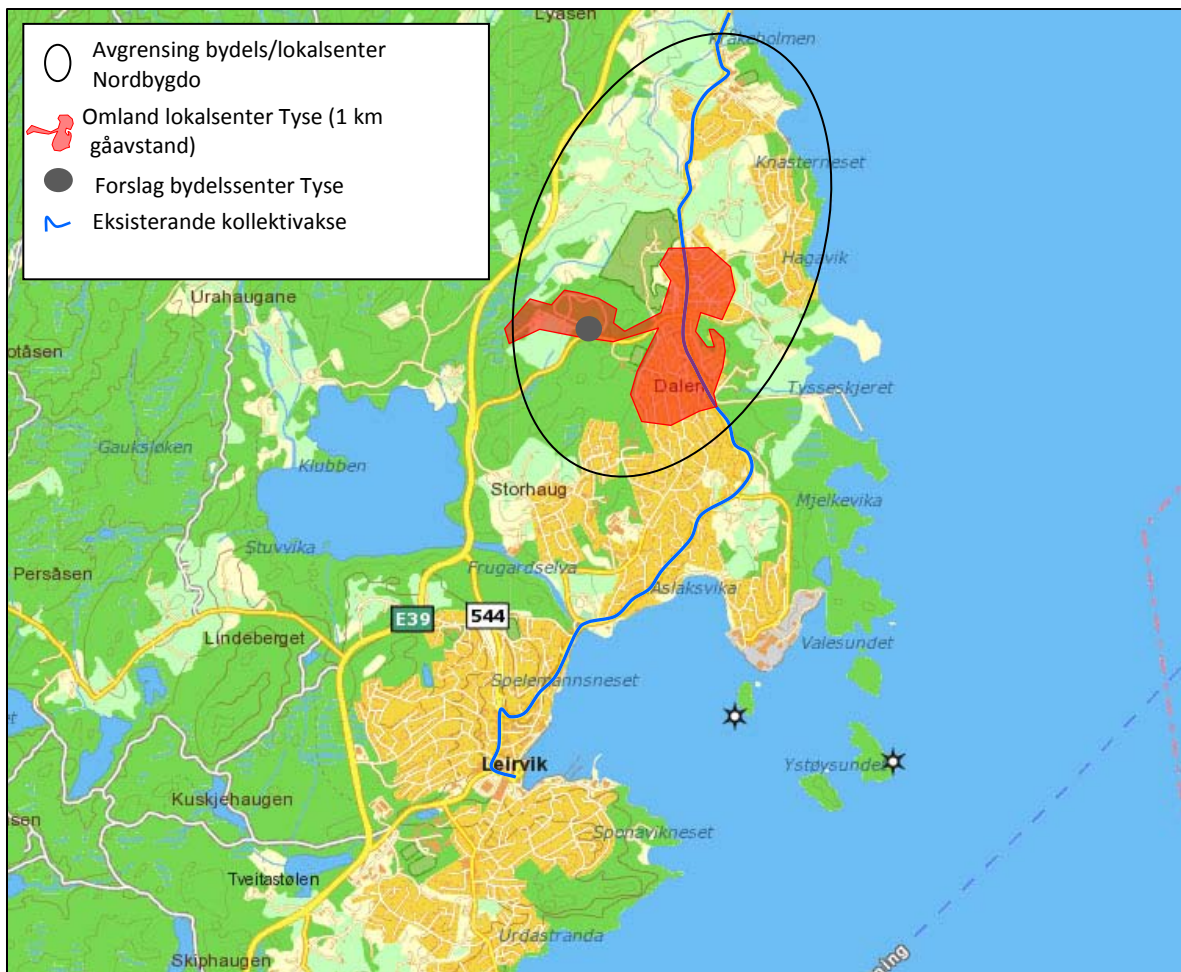 Avgrensing bydels/lokalsenter
Nordbygdo
Omland lokalsenter Tyse (1 km
gåavstand)
Forslag bydelssenter Tyse
Eksisterande kollektivakse
Lyåsen
Kråkeholmen
Knasterneset
Hagavik
Urahaugane
Dalen
Tysseskjeret
Gauksløken
Klubben
Storhaug
Mjelkevika
Stuvvika
Persåsen
Frugardselva
Aslaksvika
E39
544
Lindeberget
Valesundet
Spelemannsneset
Leirvik
Ystøysundet
Kuskjehaugen
Sponavikneset
Tveitastølen
Urdastranda
Skiphaugen